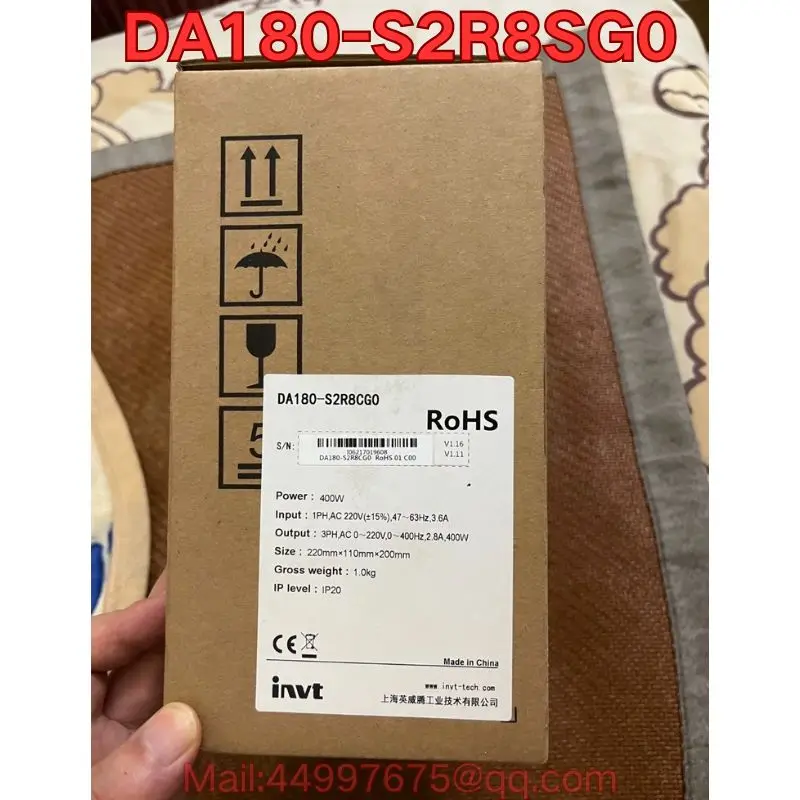 DA180-S2R8SG0
DA180-S2R8CG0
RoHS
S/N:
I06217019608
DA180-S2R8CG0 RoHS 01 C00
V1.16
V1.11
Power: 400W
Input: 1PH,AC 220V(±15%),47~63Hz,3.6A
Output: 3PH,AC 0~220V,0~400Hz,2.8A,400W
Size: 220mm×110mm×200mm
Gross weight: 1.0kg
IP level: IP20
CE
Made in China
invt
www.invt-tech.com
上海英威腾工业技术有限公司
5
Mail:44997675@qq.com